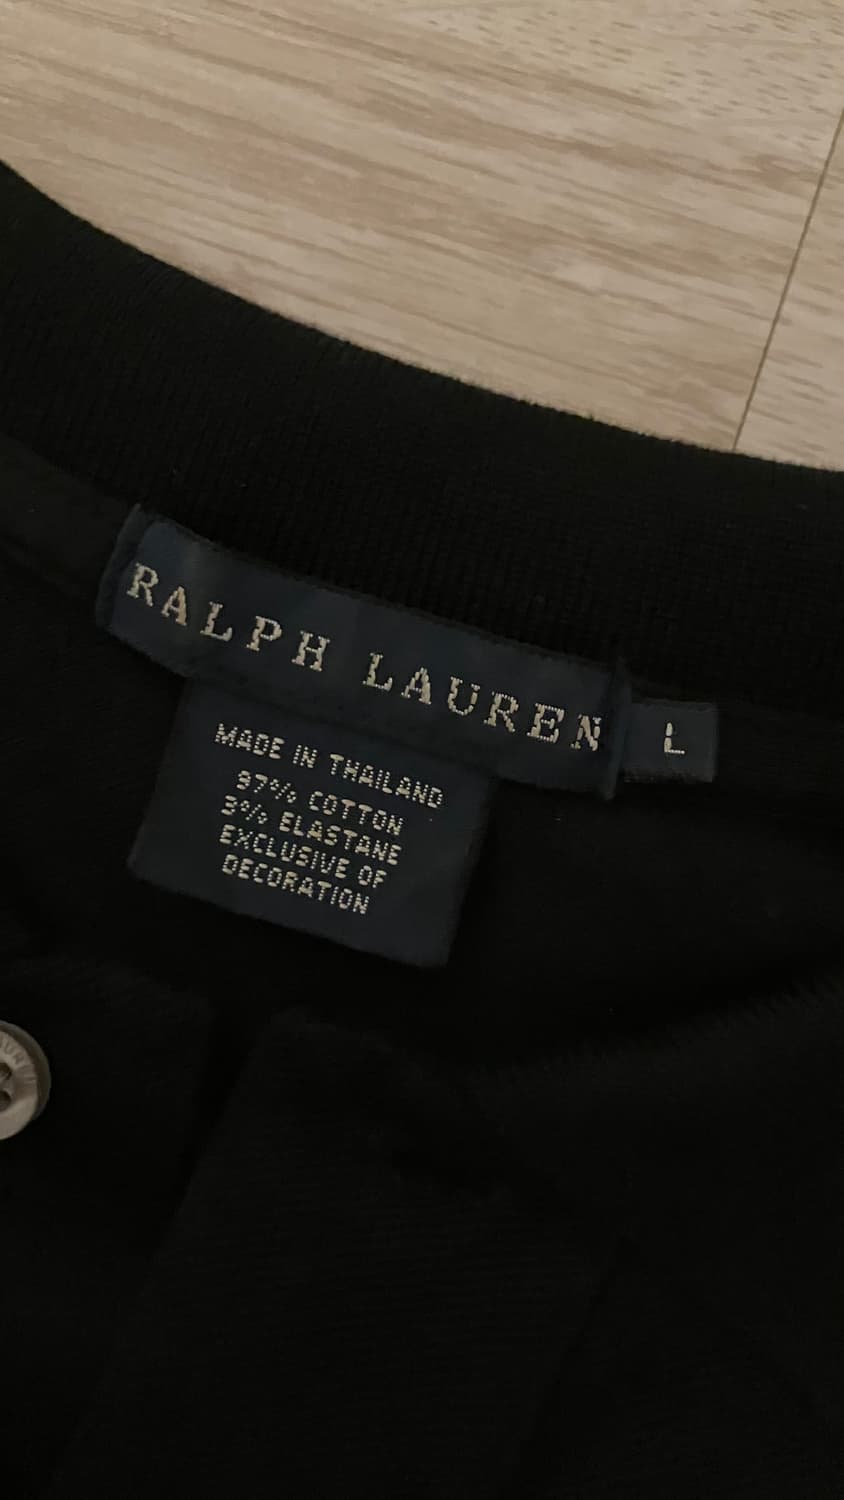 RALPH LAUREN
L
MADE IN THAILAND
97% COTTON
3% ELASTANE
EXCLUSIVE OF
DECORATION